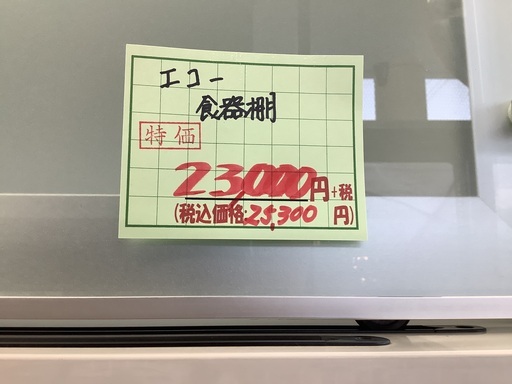 エコー
食器棚
特価
23,000円+税
(税込価格:25,300 円)